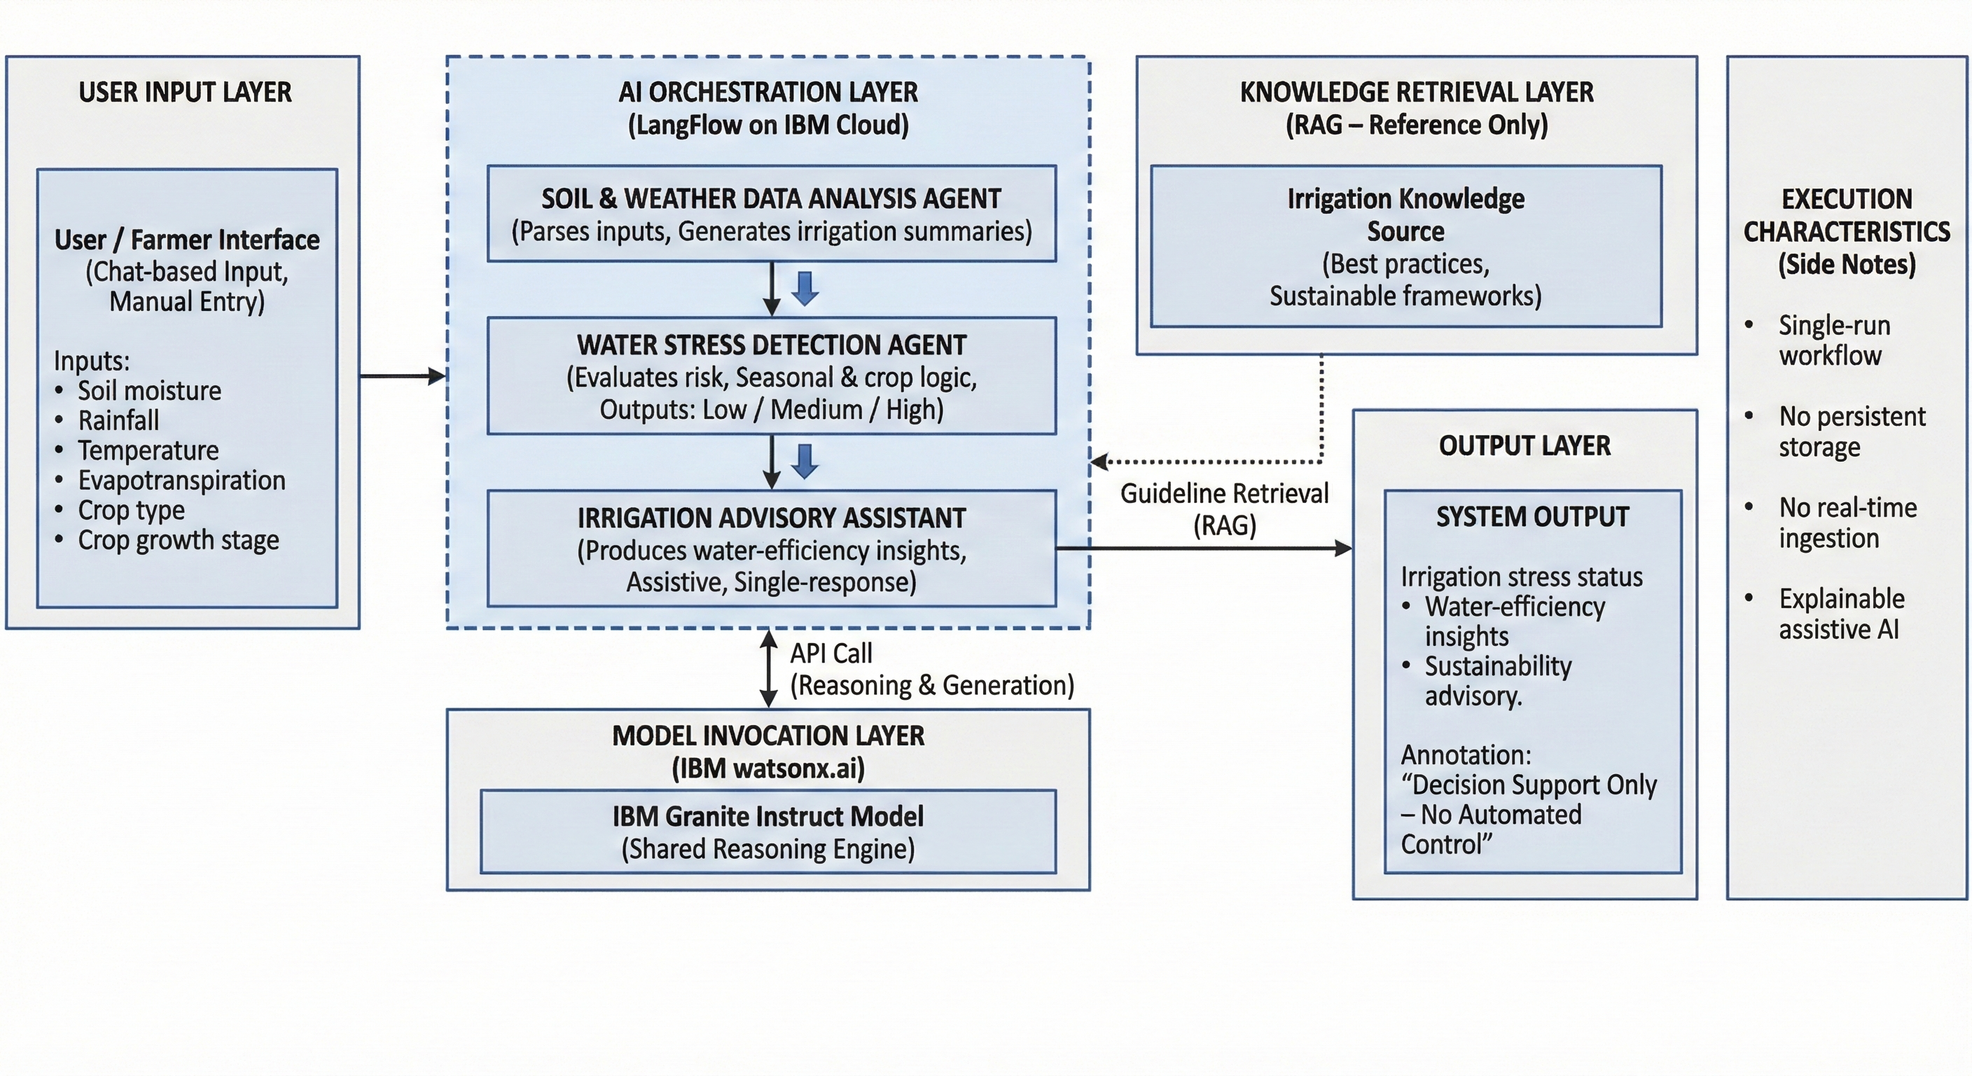 USER INPUT LAYER
User / Farmer Interface
(Chat-based Input,
Manual Entry)
Inputs:
• Soil moisture
• Rainfall
• Temperature
• Evapotranspiration
• Crop type
• Crop growth stage
AI ORCHESTRATION LAYER
(LangFlow on IBM Cloud)
SOIL & WEATHER DATA ANALYSIS AGENT
(Parses inputs, Generates irrigation summaries)
WATER STRESS DETECTION AGENT
(Evaluates risk, Seasonal & crop logic,
Outputs: Low / Medium / High)
IRRIGATION ADVISORY ASSISTANT
(Produces water-efficiency insights,
Assistive, Single-response)
API Call
(Reasoning & Generation)
MODEL INVOCATION LAYER
(IBM watsonx.ai)
IBM Granite Instruct Model
(Shared Reasoning Engine)
KNOWLEDGE RETRIEVAL LAYER
(RAG – Reference Only)
Irrigation Knowledge
Source
(Best practices,
Sustainable frameworks)
Guideline Retrieval
(RAG)
OUTPUT LAYER
SYSTEM OUTPUT
Irrigation stress status
• Water-efficiency
insights
• Sustainability
advisory.
Annotation:
“Decision Support Only
– No Automated
Control”
EXECUTION
CHARACTERISTICS
(Side Notes)
• Single-run
workflow
• No persistent
storage
• No real-time
ingestion
• Explainable
assistive AI